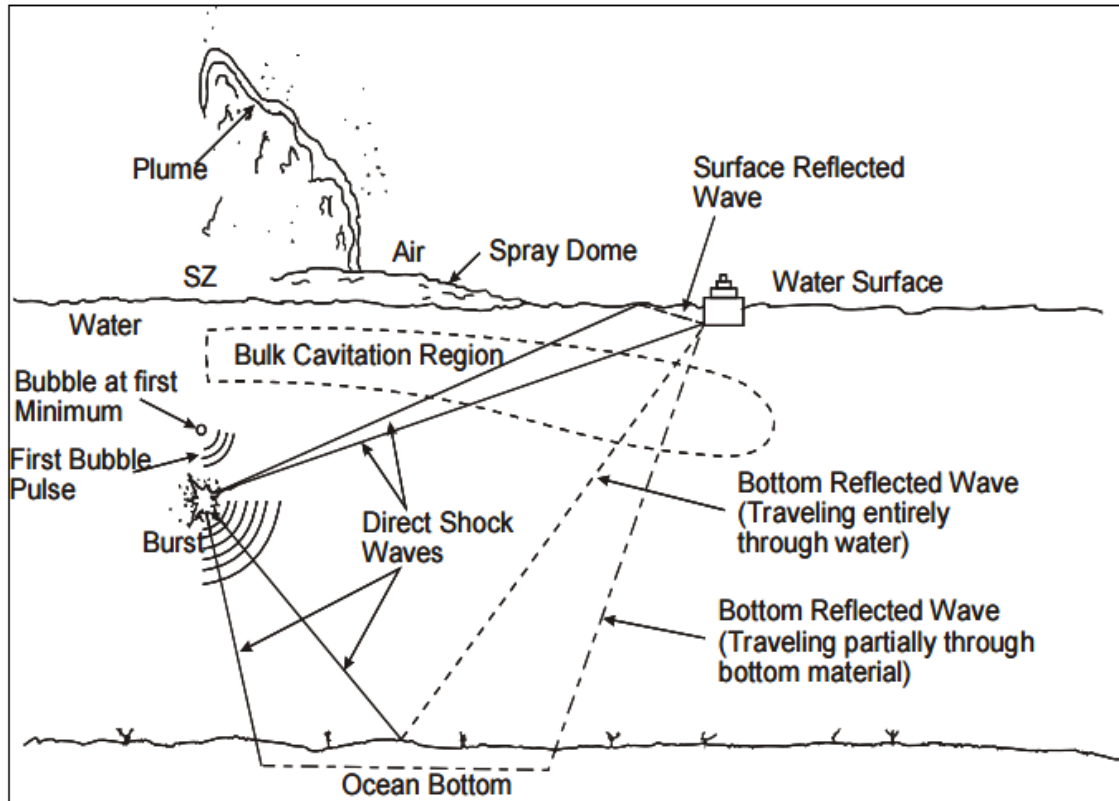 Plume
Surface Reflected
Wave
Air
Spray Dome
SZ
Water Surface
Water
Bulk Cavitation Region
Bubble at first
Minimum
First Bubble
Pulse
Burst
Direct Shock
Waves
Bottom Reflected Wave
(Traveling entirely
through water)
Bottom Reflected Wave
(Traveling partially through
bottom material)
Ocean Bottom